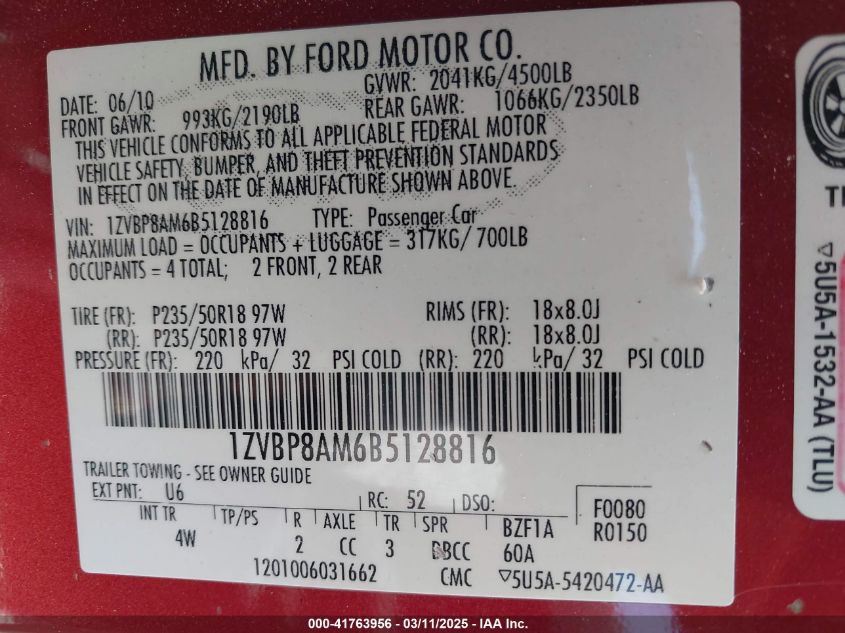 MFD. BY FORD MOTOR CO.
DATE: 06/10 GVWR: 2041KG/4500LB
FRONT GAWR: 993KG/2190LB REAR GAWR: 1066KG/2350LB
THIS VEHICLE CONFORMS TO ALL APPLICABLE FEDERAL MOTOR
VEHICLE SAFETY, BUMPER, AND THEFT PREVENTION STANDARDS
IN EFFECT ON THE DATE OF MANUFACTURE SHOWN ABOVE.
VIN: 1ZVBP8AM6B5128816 TYPE: Passenger Car
MAXIMUM LOAD = OCCUPANTS + LUGGAGE = 317KG/ 700LB
OCCUPANTS = 4 TOTAL; 2 FRONT, 2 REAR
TIRE (FR): P235/50R18 97W RIMS (FR): 18x8.0J
(RR): P235/50R18 97W (RR): 18x8.0J
PRESSURE (FR): 220 kPa/ 32 PSI COLD (RR): 220 kPa/ 32 PSI COLD
1ZVBP8AM6B5128816
TRAILER TOWING - SEE OWNER GUIDE
EXT PNT: U6 RC: 52 DSO: F0080
INT TR TP/PS R AXLE TR SPR BZF1A R0150
4W 2 CC 3 BBCC 60A
1201006031662 CMC ▽5U5A-5420472-AA
▽5U5A-1532-AA (TLU)
000-41763956 - 03/11/2025 - IAA Inc.